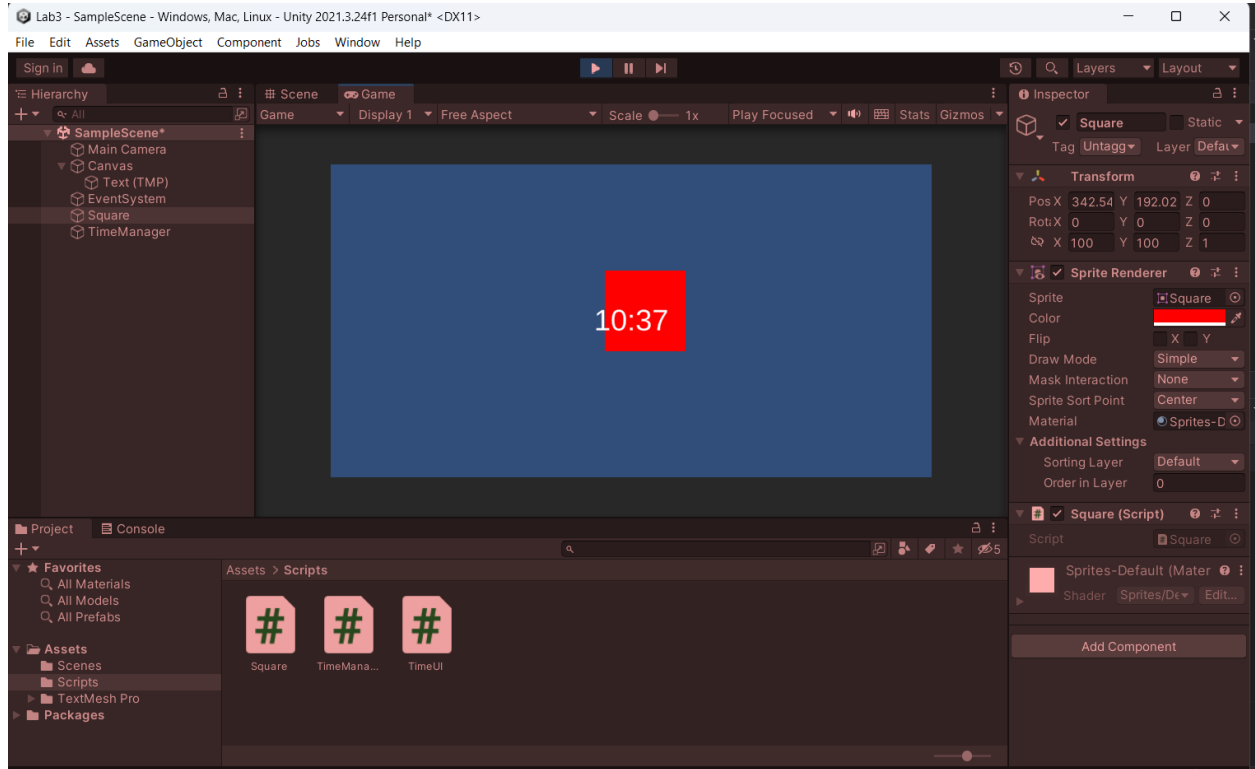 Lab3 - SampleScene - Windows, Mac, Linux - Unity 2021.3.24f1 Personal* <DX11>
File Edit Assets GameObject Component Jobs Window Help
Sign in Layers Layout
Hierarchy
All
SampleScene*
Main Camera
Canvas
Text (TMP)
EventSystem
Square
TimeManager
# Scene Game
Game Display 1 Free Aspect Scale 1x Play Focused Stats Gizmos
10:37
Inspector
Square Static
Tag Untagg Layer Defau
Transform
Pos X 342.54 Y 192.02 Z 0
Rot X 0 Y 0 Z 0
X 100 Y 100 Z 1
Sprite Renderer
Sprite Square
Color
Flip X Y
Draw Mode Simple
Mask Interaction None
Sprite Sort Point Center
Material Sprites-D
Additional Settings
Sorting Layer Default
Order in Layer 0
# Square (Script)
Script Square
Sprites-Default (Mater
Shader Sprites/De Edit...
Add Component
Project Console
5
Favorites
All Materials
All Models
All Prefabs
Assets
Scenes
Scripts
TextMesh Pro
Packages
Assets > Scripts
# # #
Square TimeMana... TimeUI